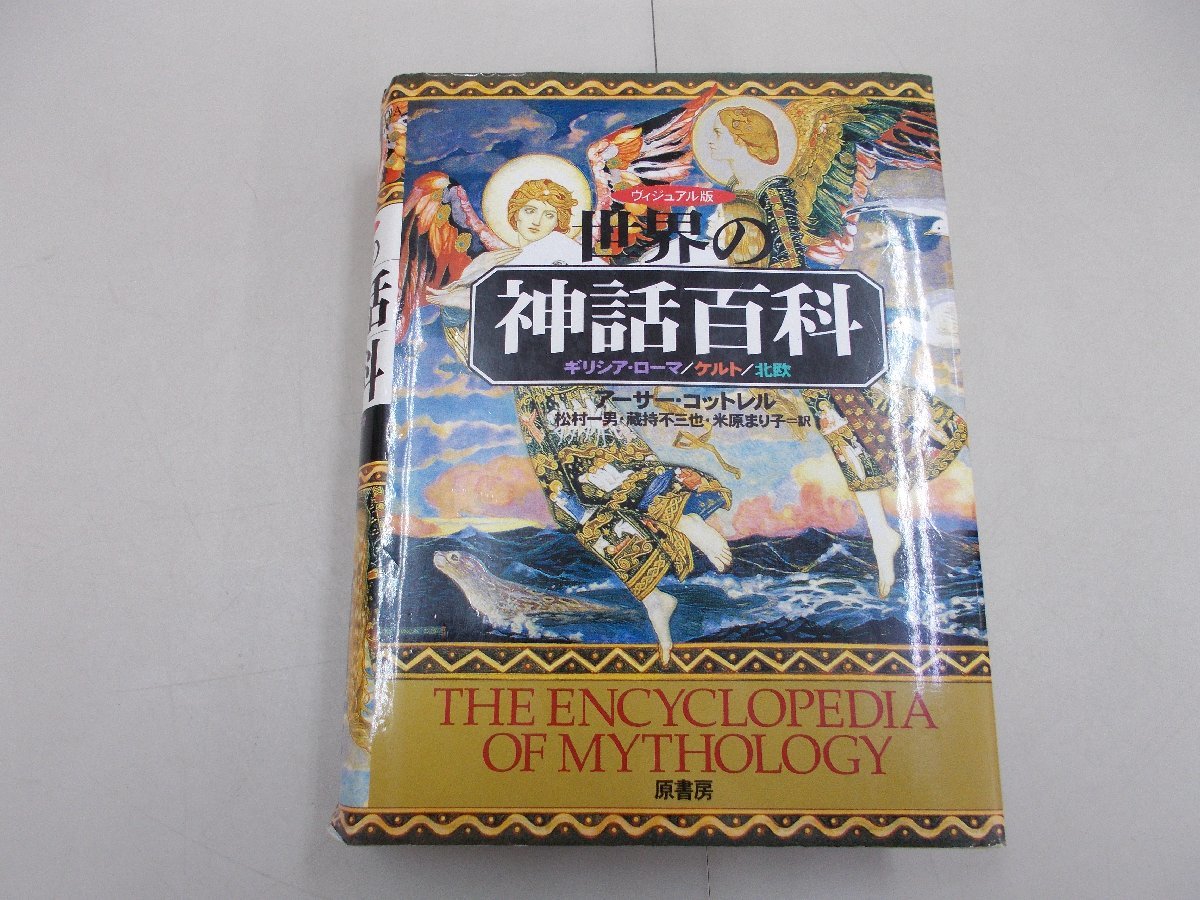 ヴィジュアル版
世界の
神話百科
ギリシア・ローマ/ケルト/北欧
アーサー・コットレル
松村一男・蔵持不三也・米原まり子=訳
THE ENCYCLOPEDIA
OF MYTHOLOGY
原書房
の
話
科